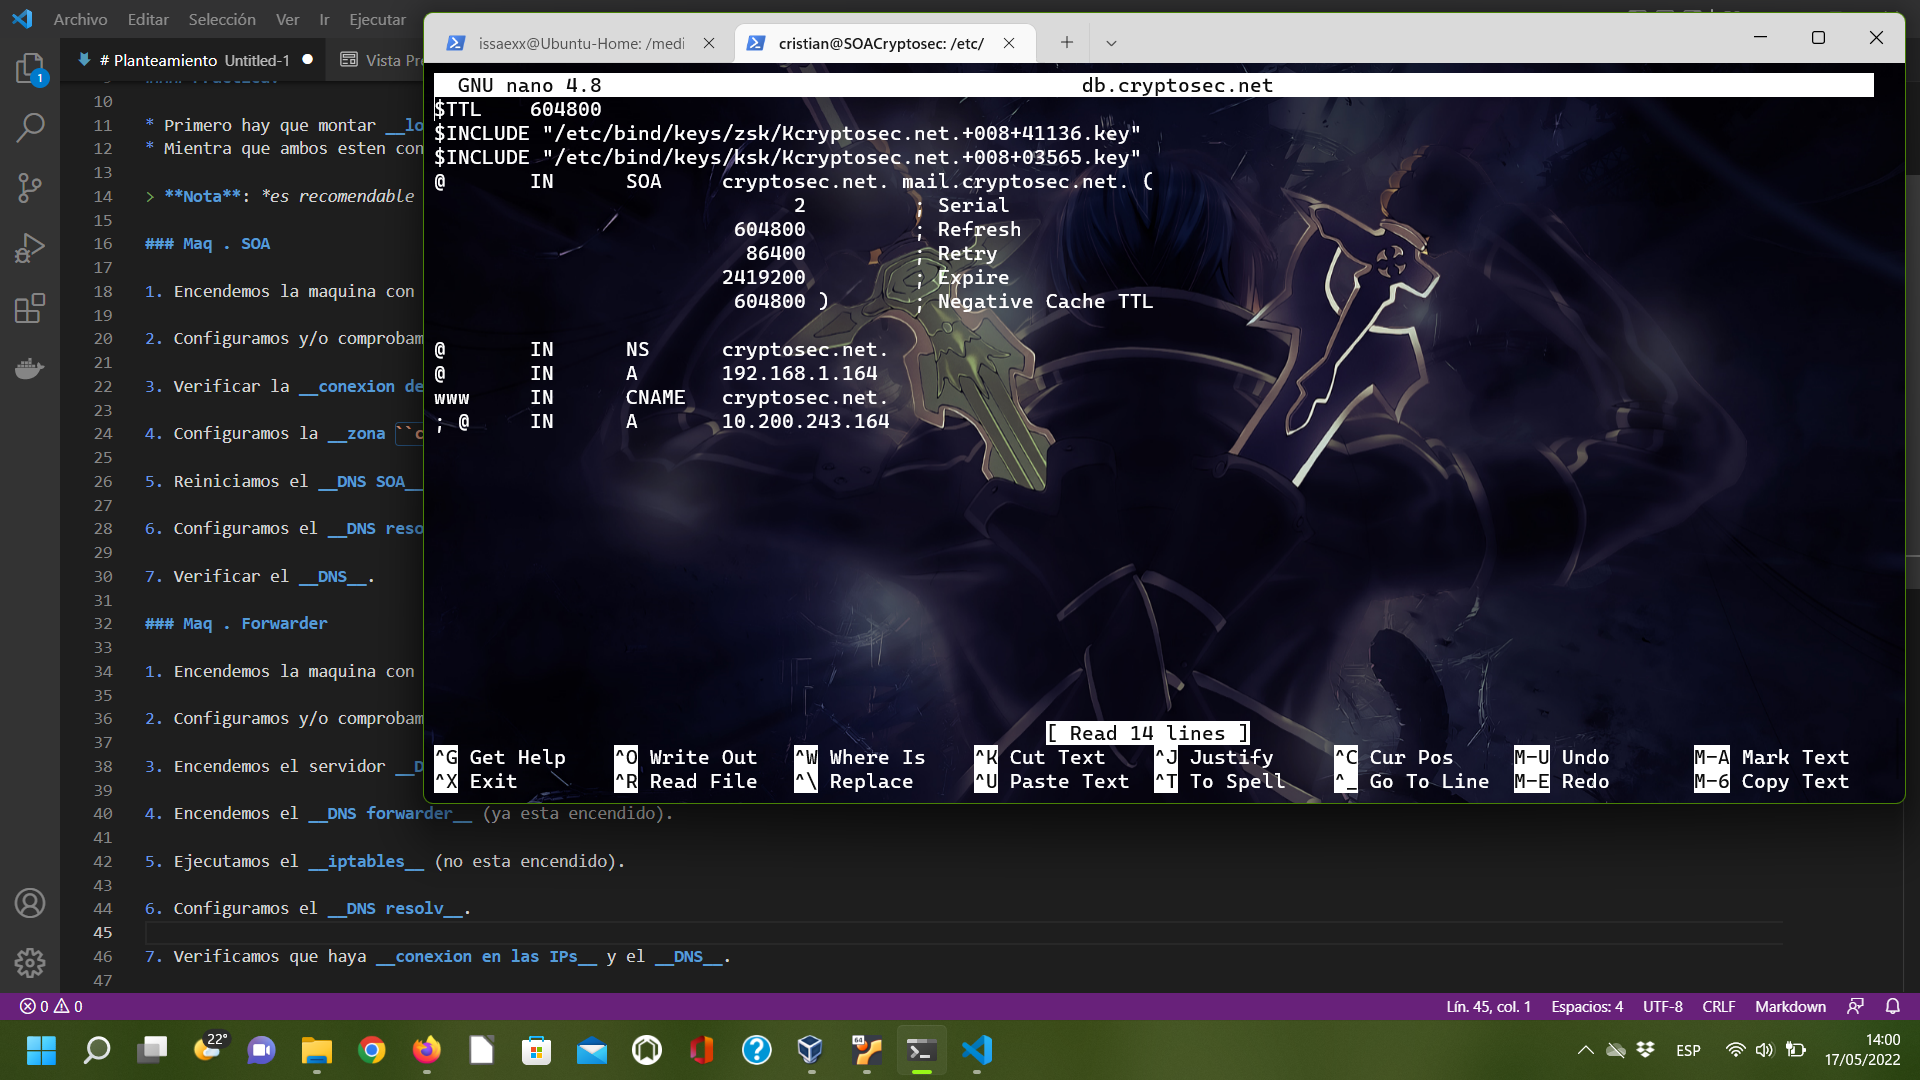 Archivo Editar Selección Ver Ir Ejecutar
# Planteamiento Untitled-1
Vista Pr
10
11 * Primero hay que montar __lo
12 * Mientra que ambos esten con
13
14 > **Nota**: *es recomendable
15
16 ### Maq . SOA
17
18 1. Encendemos la maquina con
19
20 2. Configuramos y/o comprobam
21
22 3. Verificar la __conexion de
23
24 4. Configuramos la __zona ``c
25
26 5. Reiniciamos el __DNS SOA__
27
28 6. Configuramos el __DNS reso
29
30 7. Verificar el __DNS__.
31
32 ### Maq . Forwarder
33
34 1. Encendemos la maquina con
35
36 2. Configuramos y/o comprobam
37
38 3. Encendemos el servidor __D
39
40 4. Encendemos el __DNS forwarder__ (ya esta encendido).
41
42 5. Ejecutamos el __iptables__ (no esta encendido).
43
44 6. Configuramos el __DNS resolv__.
45
46 7. Verificamos que haya __conexion en las IPs__ y el __DNS__.
47
issaexx@Ubuntu-Home: /medi
cristian@SOACryptosec: /etc/
GNU nano 4.8 db.cryptosec.net
$TTL 604800
$INCLUDE "/etc/bind/keys/zsk/Kcryptosec.net.+008+41136.key"
$INCLUDE "/etc/bind/keys/ksk/Kcryptosec.net.+008+03565.key"
@ IN SOA cryptosec.net. mail.cryptosec.net. (
2 ; Serial
604800 ; Refresh
86400 ; Retry
2419200 ; Expire
604800 ) ; Negative Cache TTL
@ IN NS cryptosec.net.
@ IN A 192.168.1.164
www IN CNAME cryptosec.net.
; @ IN A 10.200.243.164
[ Read 14 lines ]
^G Get Help ^O Write Out ^W Where Is ^K Cut Text ^J Justify ^C Cur Pos M-U Undo M-A Mark Text
^X Exit ^R Read File ^\ Replace ^U Paste Text ^T To Spell ^_ Go To Line M-E Redo M-6 Copy Text
1
0 0
Lín. 45, col. 1 Espacios: 4 UTF-8 CRLF Markdown
22°
64
ESP
14:00
17/05/2022